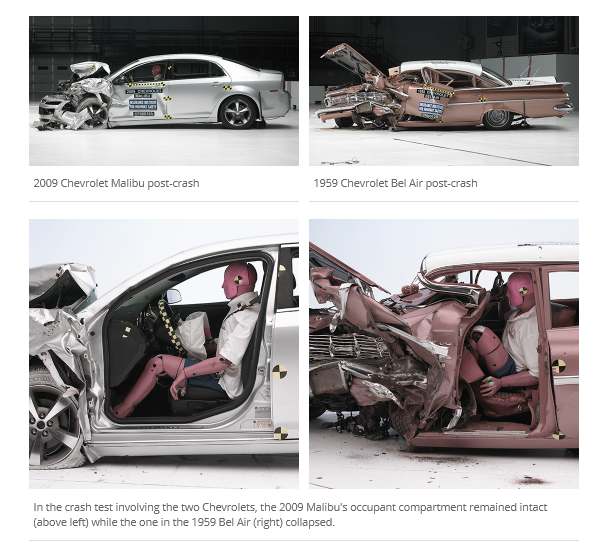 2009 Chevrolet Malibu post-crash
1959 Chevrolet Bel Air post-crash
In the crash test involving the two Chevrolets, the 2009 Malibu's occupant compartment remained intact
(above left) while the one in the 1959 Bel Air (right) collapsed.